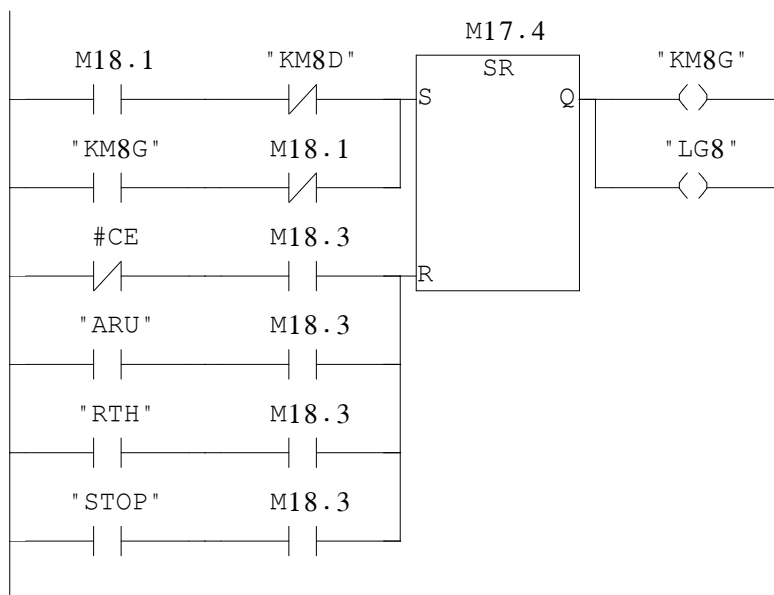 M17.4
M18.1 "KM8D" SR "KM8G"
S Q
"KM8G" M18.1 "LG8"
#CE M18.3
R
"ARU" M18.3
"RTH" M18.3
"STOP" M18.3